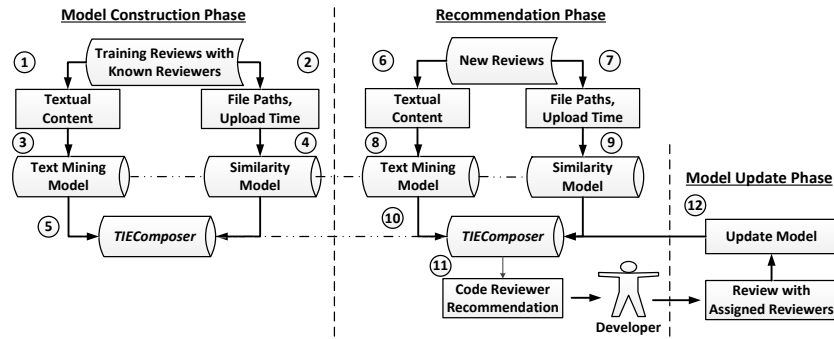 Model Construction Phase
Recommendation Phase
1
Training Reviews with
Known Reviewers
2
6
New Reviews
7
Textual
Content
File Paths,
Upload Time
Textual
Content
File Paths,
Upload Time
3
4
8
9
Text Mining
Model
Similarity
Model
Text Mining
Model
Similarity
Model
Model Update Phase
5
10
12
TIEComposer
TIEComposer
Update Model
11
Code Reviewer
Recommendation
Developer
Review with
Assigned Reviewers